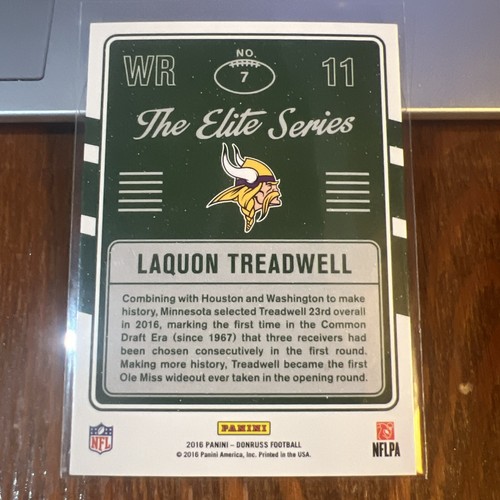 NO.
WR 7 11
The Elite Series
LAQUON TREADWELL
Combining with Houston and Washington to make
history, Minnesota selected Treadwell 23rd overall
in 2016, marking the first time in the Common
Draft Era (since 1967) that three receivers had
been chosen consecutively in the first round.
Making more history, Treadwell became the first
Ole Miss wideout ever taken in the opening round.
NFL PANINI NFLPA
2016 PANINI – DONRUSS FOOTBALL
© 2016 Panini America, Inc. Printed in the USA.